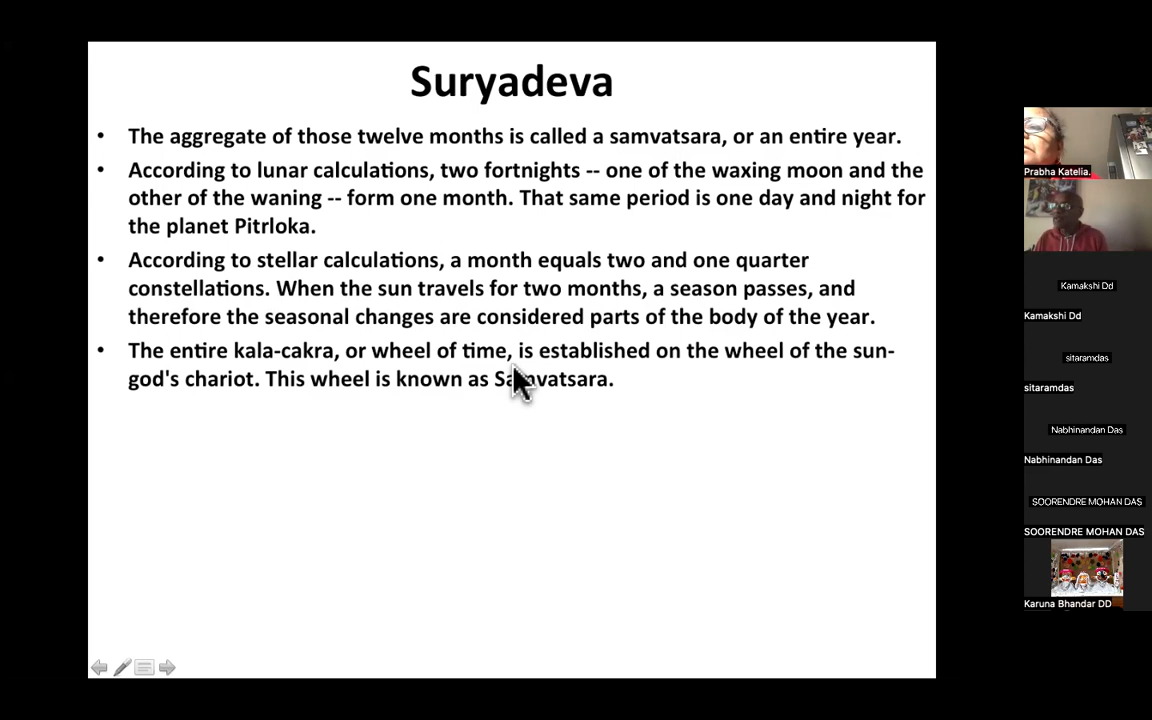 Suryadeva
• The aggregate of those twelve months is called a samvatsara, or an entire year.
• According to lunar calculations, two fortnights -- one of the waxing moon and the
other of the waning -- form one month. That same period is one day and night for
the planet Pitrloka.
• According to stellar calculations, a month equals two and one quarter
constellations. When the sun travels for two months, a season passes, and
therefore the seasonal changes are considered parts of the body of the year.
• The entire kala-cakra, or wheel of time, is established on the wheel of the sun-
god's chariot. This wheel is known as Samvatsara.
Prabha Katelia.
Kamakshi Dd
Kamakshi Dd
sitaramdas
sitaramdas
Nabhinandan Das
Nabhinandan Das
SOORENDRE MOHAN DAS
SOORENDRE MOHAN DAS
Karuna Bhandar DD